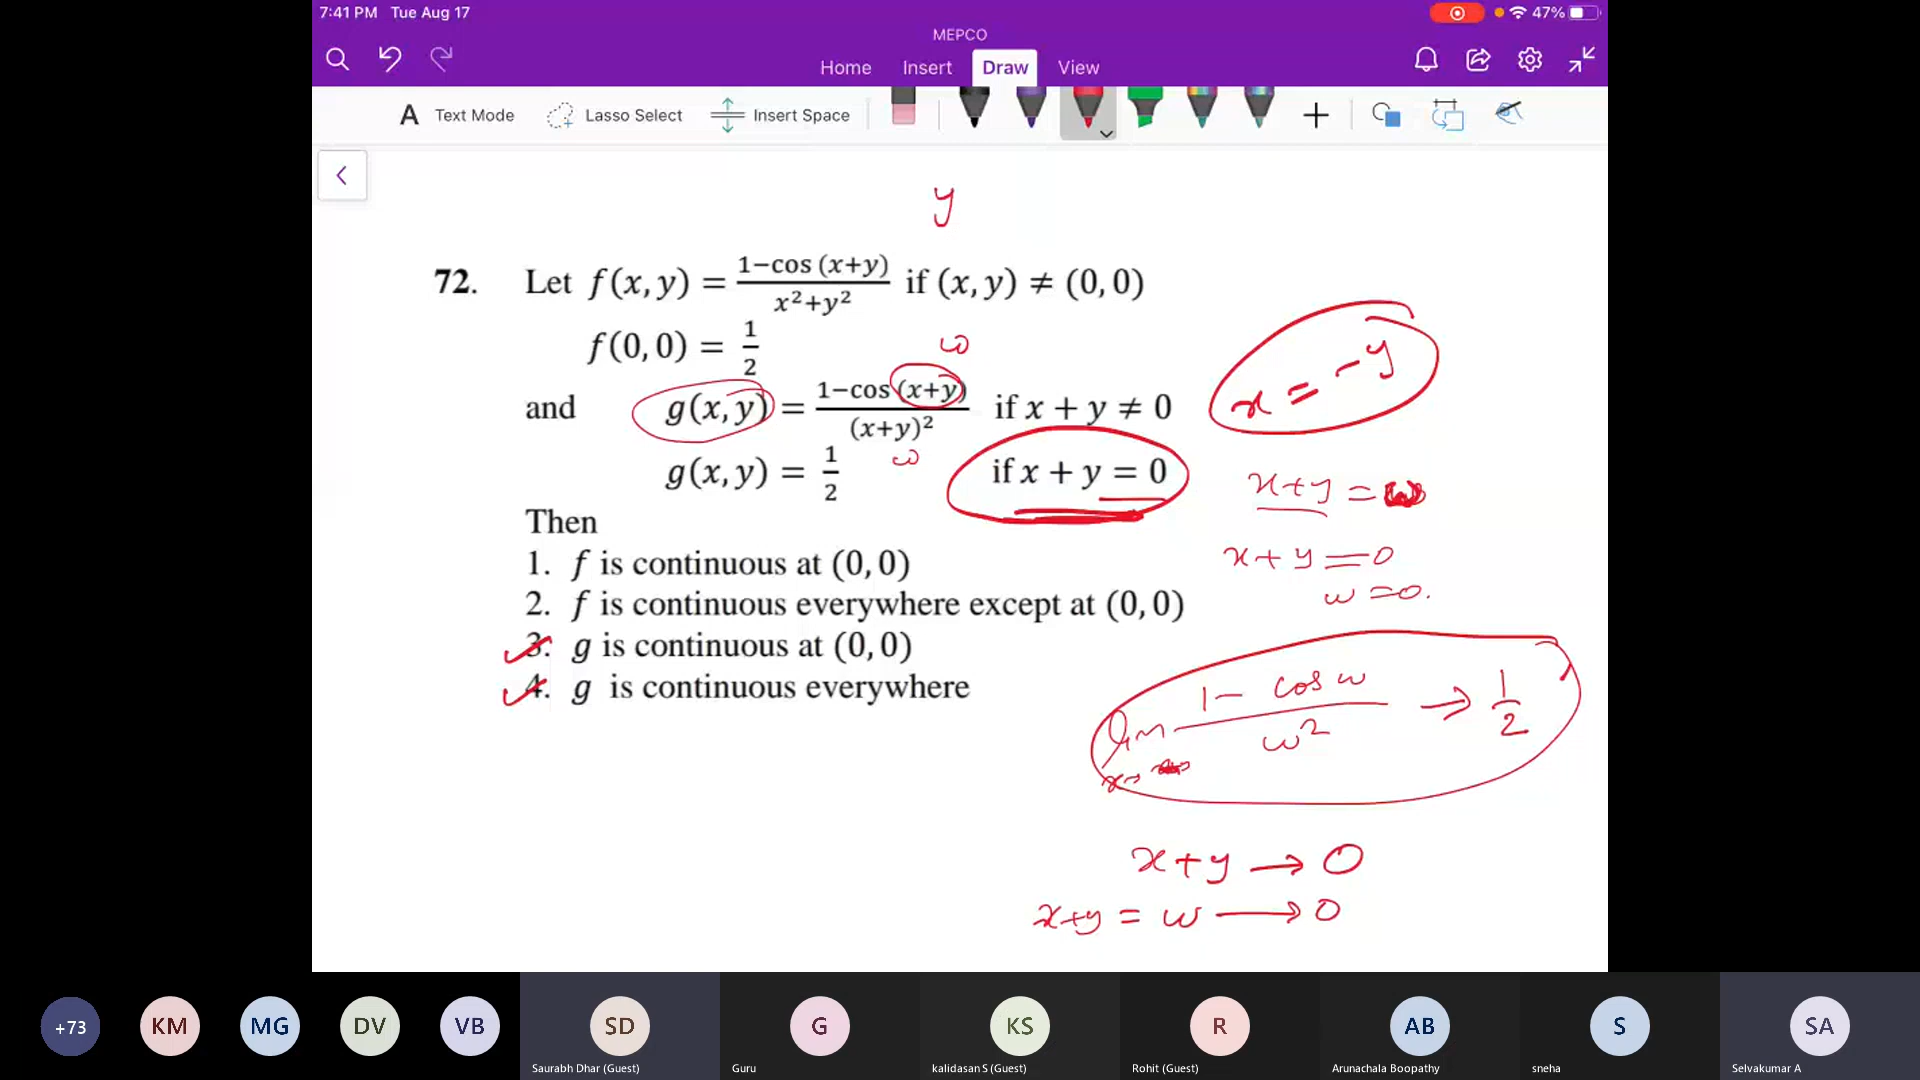 7:41 PM Tue Aug 17
47%
MEPCO
Home Insert Draw View
A Text Mode Lasso Select Insert Space
y
72. Let f(x, y) = 1−cos (x+y) / x²+y² if (x, y) ≠ (0, 0)
f(0, 0) = 1/2
ω
and g(x, y) = 1−cos (x+y) / (x+y)² if x + y ≠ 0
x = -y
ω
g(x, y) = 1/2 if x + y = 0
x+y =
Then
1. f is continuous at (0, 0)
x+y = 0
2. f is continuous everywhere except at (0, 0)
ω = 0.
3. g is continuous at (0, 0)
4. g is continuous everywhere
lim 1 - cos ω / ω² → 1/2
x→
x+y → 0
x+y = ω → 0
+73 KM MG DV VB SD G KS R AB S SA
Saurabh Dhar (Guest) Guru kalidasan S (Guest) Rohit (Guest) Arunachala Boopathy sneha Selvakumar A